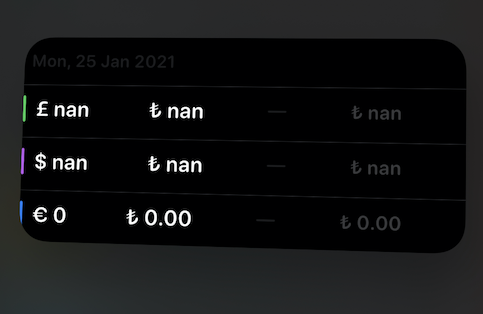 Mon, 25 Jan 2021
£ nan ₺ nan — ₺ nan
$ nan ₺ nan — ₺ nan
€ 0 ₺ 0.00 — ₺ 0.00